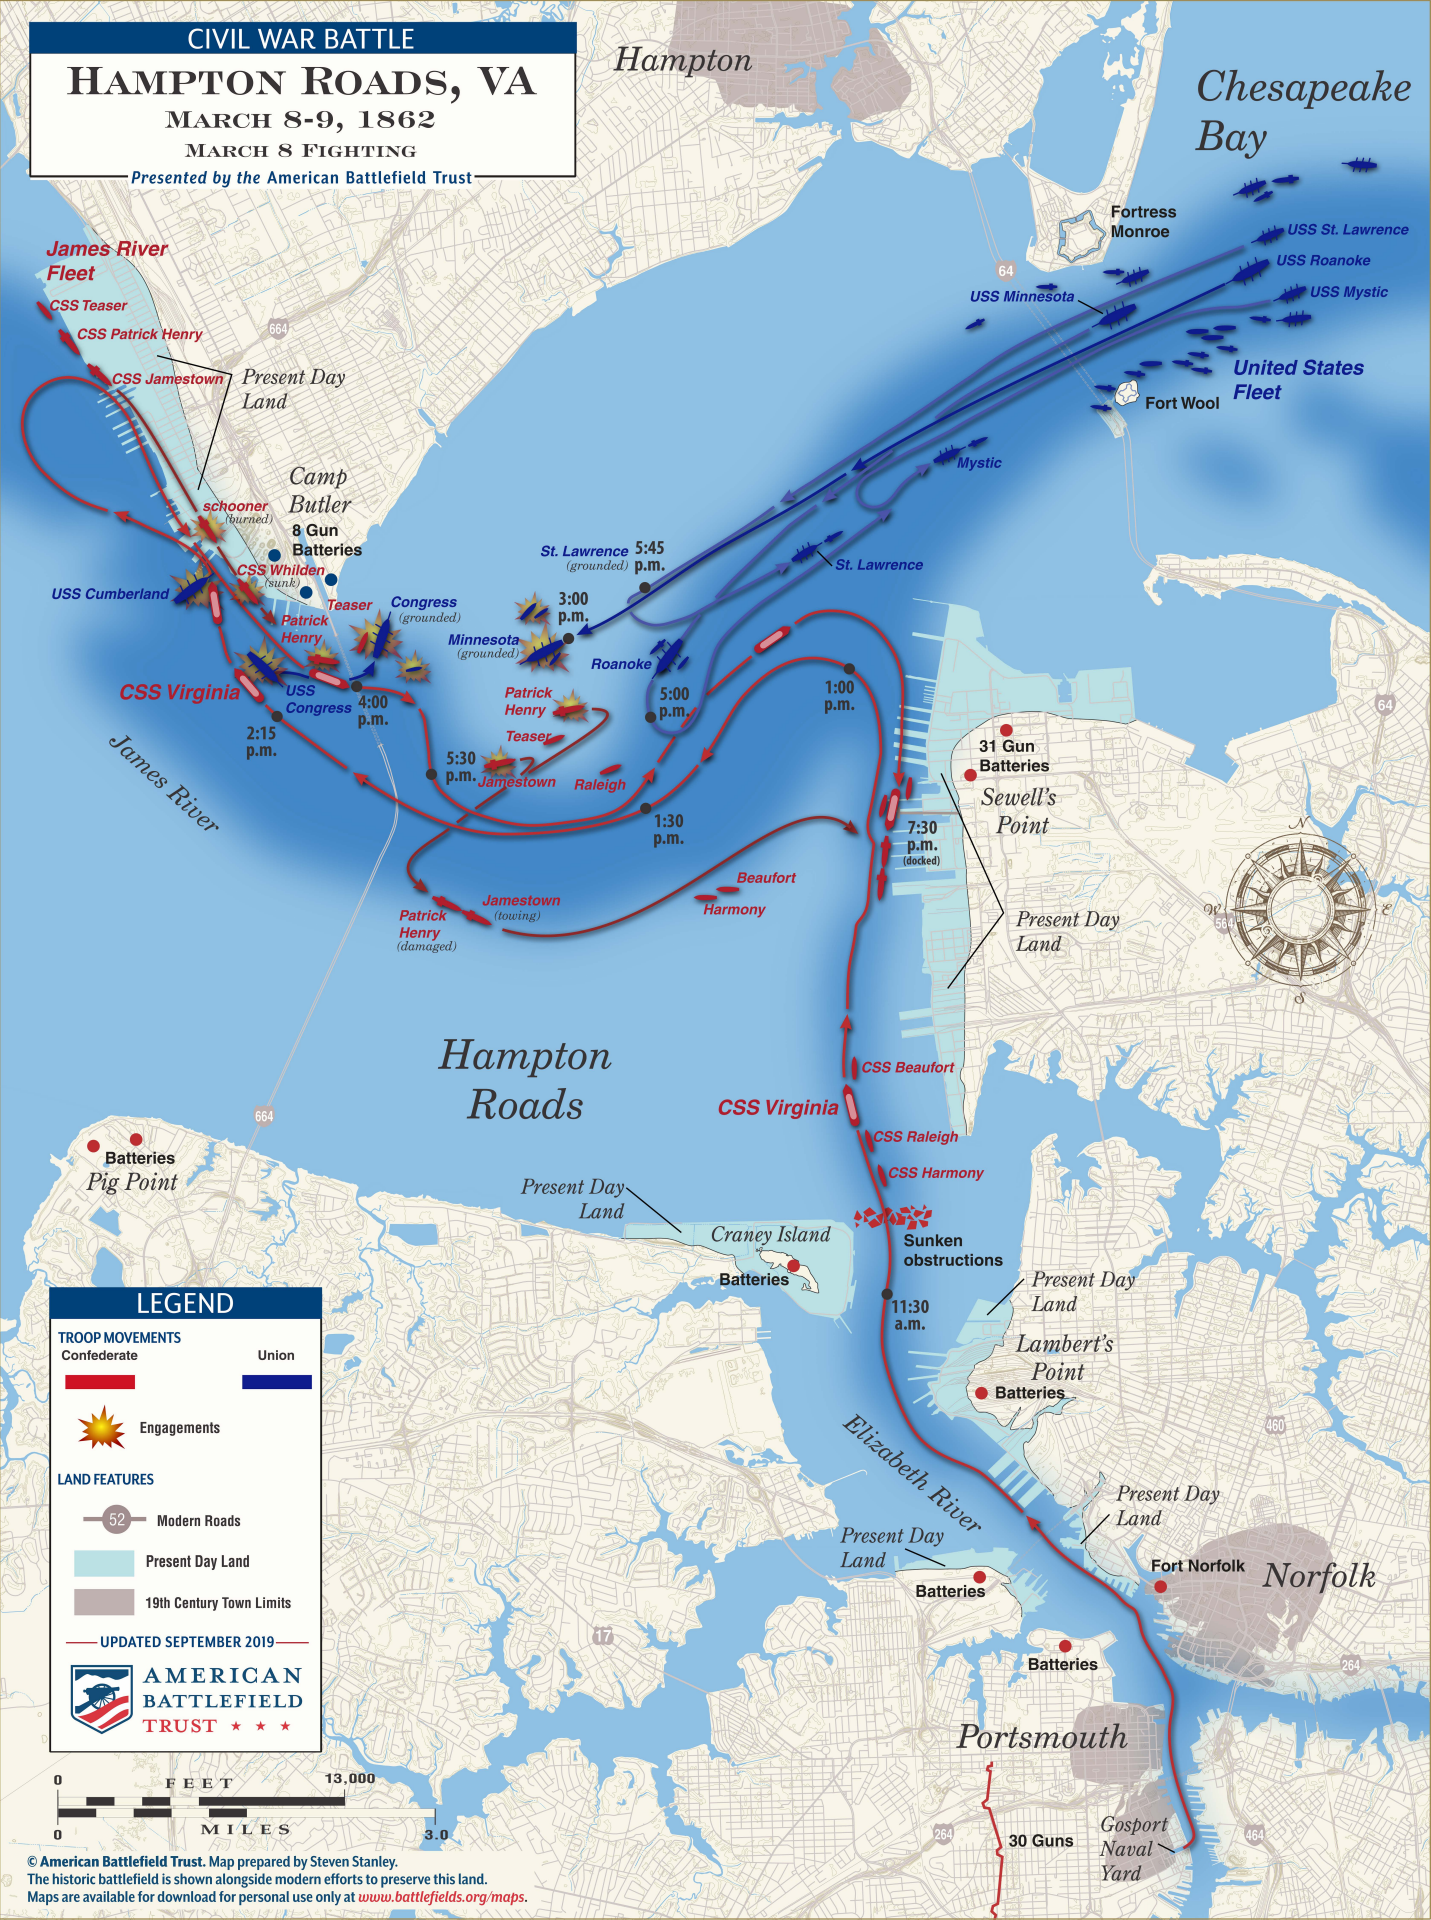 CIVIL WAR BATTLE
HAMPTON ROADS, VA
MARCH 8-9, 1862
MARCH 8 FIGHTING
Presented by the American Battlefield Trust
Hampton
Chesapeake
Bay
Fortress
Monroe
64
USS St. Lawrence
USS Roanoke
USS Minnesota
USS Mystic
United States
Fleet
Fort Wool
James River
Fleet
CSS Teaser
CSS Patrick Henry
CSS Jamestown
664
Present Day
Land
Camp
Butler
8 Gun
Batteries
schooner
(burned)
CSS Whilden
(sunk)
USS Cumberland
Teaser
Patrick
Henry
Congress
(grounded)
Mystic
St. Lawrence
(grounded)
5:45
p.m.
St. Lawrence
3:00
p.m.
Minnesota
(grounded)
Roanoke
CSS Virginia
USS
Congress
4:00
p.m.
2:15
p.m.
Patrick
Henry
Teaser
5:00
p.m.
1:00
p.m.
5:30
p.m.
Jamestown
Raleigh
1:30
p.m.
James River
64
31 Gun
Batteries
Sewell's
Point
7:30
p.m.
(docked)
Beaufort
Harmony
Jamestown
(towing)
Patrick
Henry
(damaged)
Present Day
Land
N
W
E
S
564
Hampton
Roads
CSS Beaufort
CSS Virginia
CSS Raleigh
CSS Harmony
664
Batteries
Pig Point
Present Day
Land
Craney Island
Batteries
Sunken
obstructions
11:30
a.m.
Present Day
Land
Lambert's
Point
Batteries
460
Elizabeth River
Present Day
Land
Present Day
Land
Batteries
Fort Norfolk
Norfolk
17
Batteries
264
Portsmouth
264
30 Guns
Gosport
Naval
Yard
464
LEGEND
TROOP MOVEMENTS
Confederate
Union
Engagements
LAND FEATURES
52
Modern Roads
Present Day Land
19th Century Town Limits
UPDATED SEPTEMBER 2019
AMERICAN
BATTLEFIELD
TRUST
0 FEET 13,000
MILES
0 3.0
© American Battlefield Trust. Map prepared by Steven Stanley.
The historic battlefield is shown alongside modern efforts to preserve this land.
Maps are available for download for personal use only at www.battlefields.org/maps.